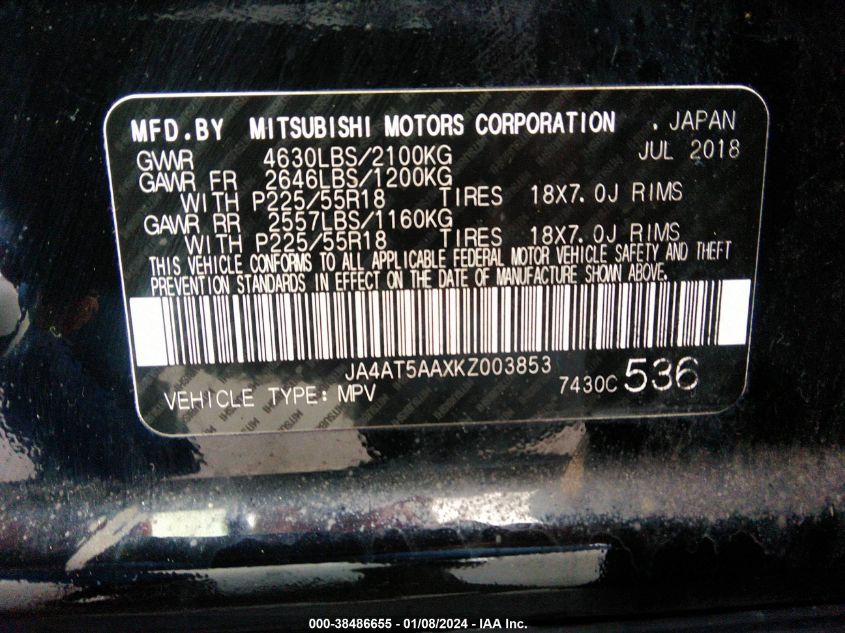 MFD.BY MITSUBISHI MOTORS CORPORATION . JAPAN
GVWR 4630LBS/2100KG JUL 2018
GAWR FR 2646LBS/1200KG
WITH P225/55R18 TIRES 18X7.0J RIMS
GAWR RR 2557LBS/1160KG
WITH P225/55R18 TIRES 18X7.0J RIMS
THIS VEHICLE CONFORMS TO ALL APPLICABLE FEDERAL MOTOR VEHICLE SAFETY AND THEFT
PREVENTION STANDARDS IN EFFECT ON THE DATE OF MANUFACTURE SHOWN ABOVE.
JA4AT5AAXKZ003853
VEHICLE TYPE: MPV 7430C 536
000-38486655 - 01/08/2024 - IAA Inc.